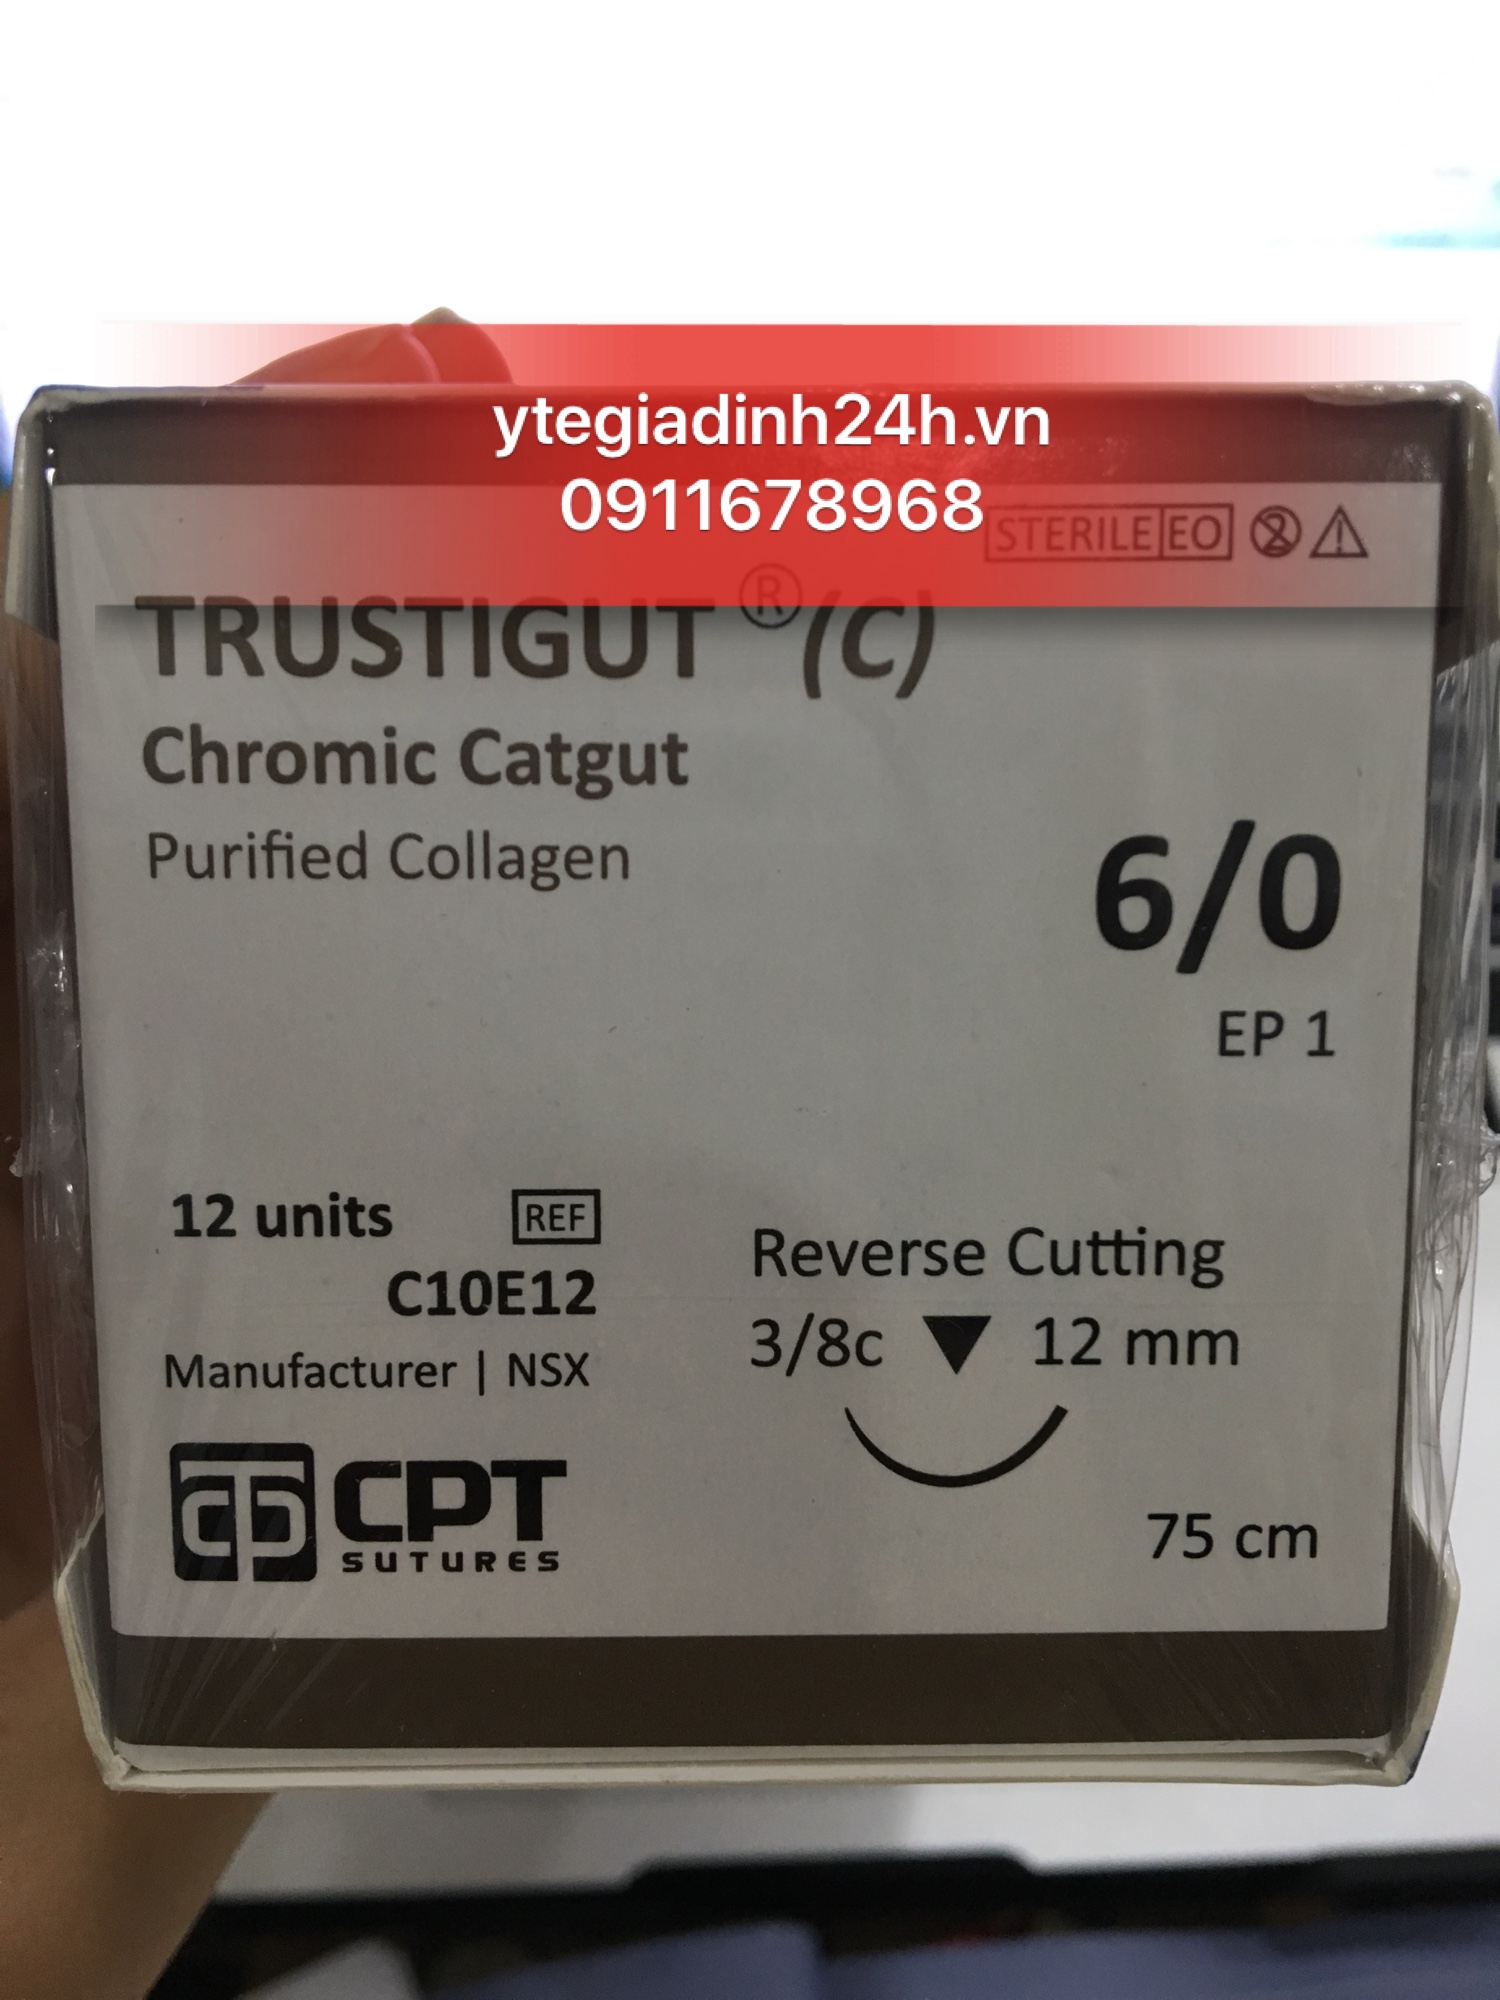 ytegiadinh24h.vn
0911678968
STERILE EO
TRUSTIGUT ® (C)
Chromic Catgut
Purified Collagen
6/0
EP 1
12 units REF
C10E12
Manufacturer | NSX
Reverse Cutting
3/8c ▼ 12 mm
CPT
SUTURES
75 cm